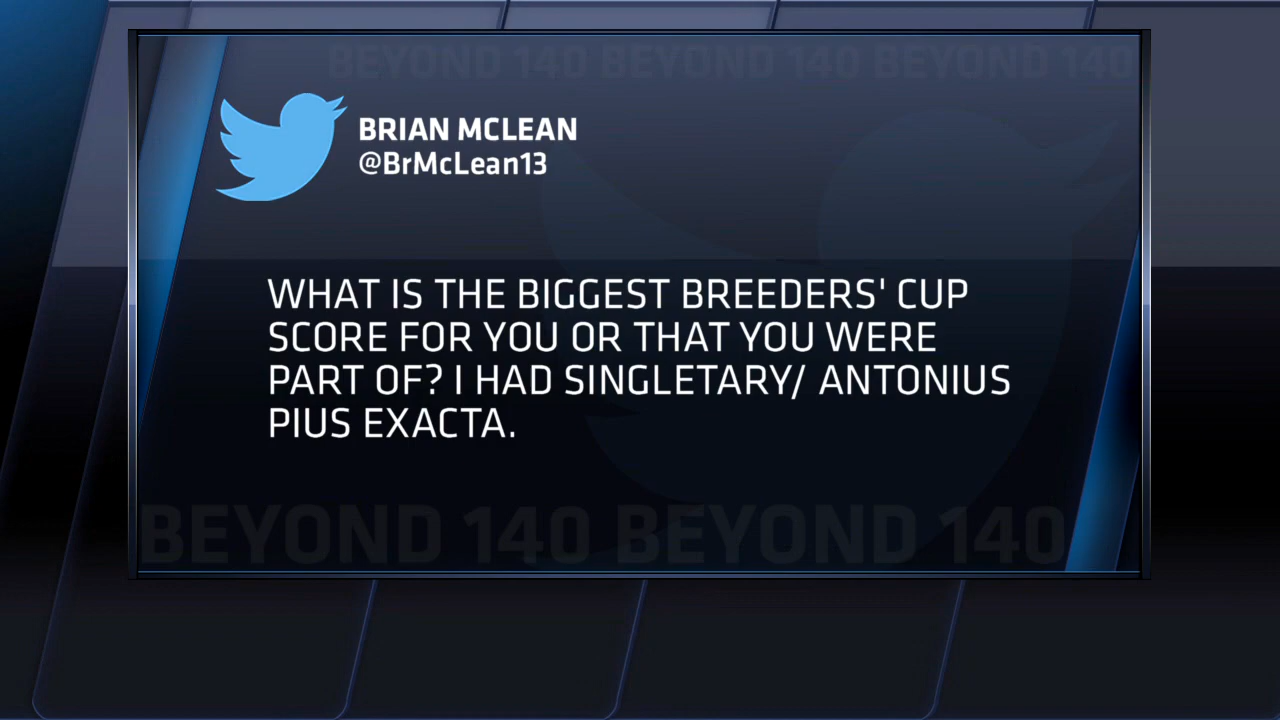 BEYOND 140 BEYOND 140 BEYOND 140
BRIAN MCLEAN
@BrMcLean13
WHAT IS THE BIGGEST BREEDERS' CUP
SCORE FOR YOU OR THAT YOU WERE
PART OF? I HAD SINGLETARY/ ANTONIUS
PIUS EXACTA.
BEYOND 140 BEYOND 140